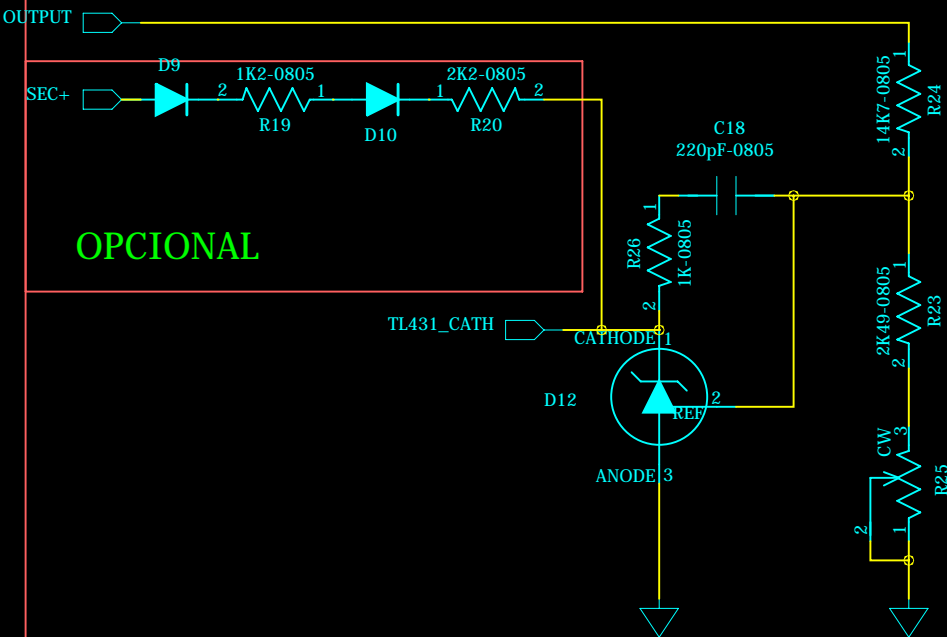 OUTPUT
D9
1K2-0805
2K2-0805
SEC+
2
1
1
2
R19
D10
R20
1
14K7-0805
R24
2
C18
220pF-0805
OPCIONAL
1
R26
1K-0805
2
1
2K49-0805
R23
2
TL431_CATH
CATHODE
1
D12
2
REF
ANODE
3
CW
3
R25
2
1